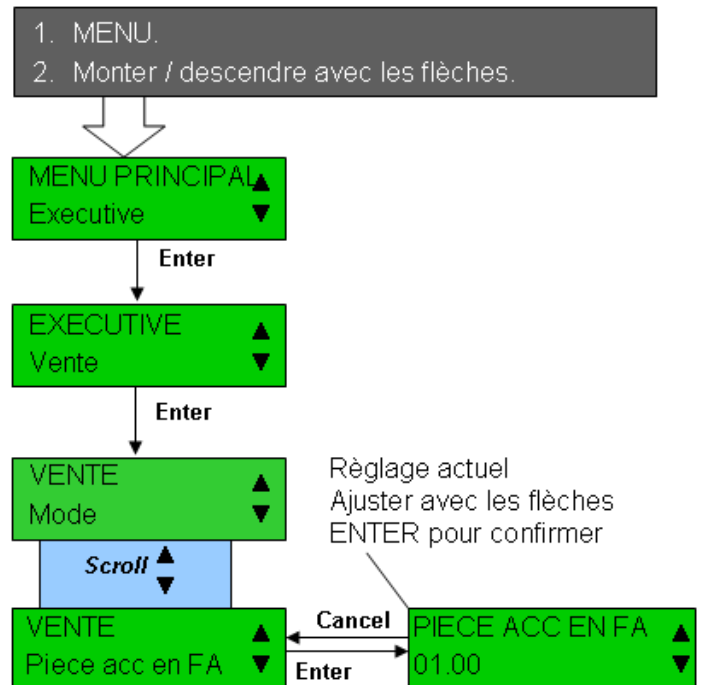 1. MENU.
2. Monter / descendre avec les flèches.
MENU PRINCIPAL
Executive
Enter
EXECUTIVE
Vente
Enter
VENTE
Mode
Règlage actuel
Ajuster avec les flèches
ENTER pour confirmer
Scroll
VENTE
Piece acc en FA
Cancel
Enter
PIECE ACC EN FA
01.00